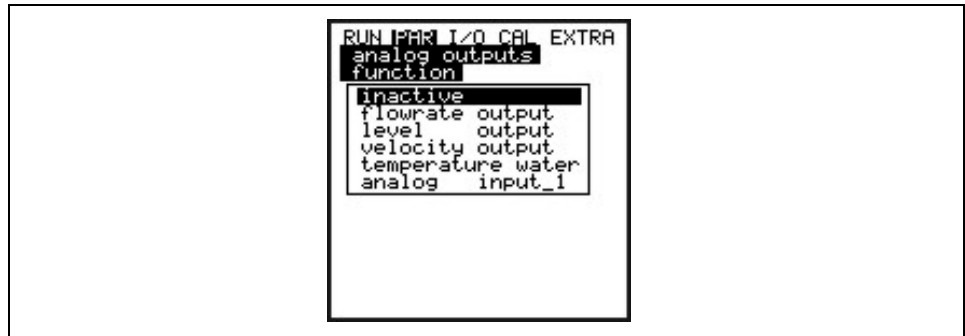 RUN PAR I/O CAL EXTRA
analog outputs
function
inactive
flowrate output
level output
velocity output
temperature water
analog input_1